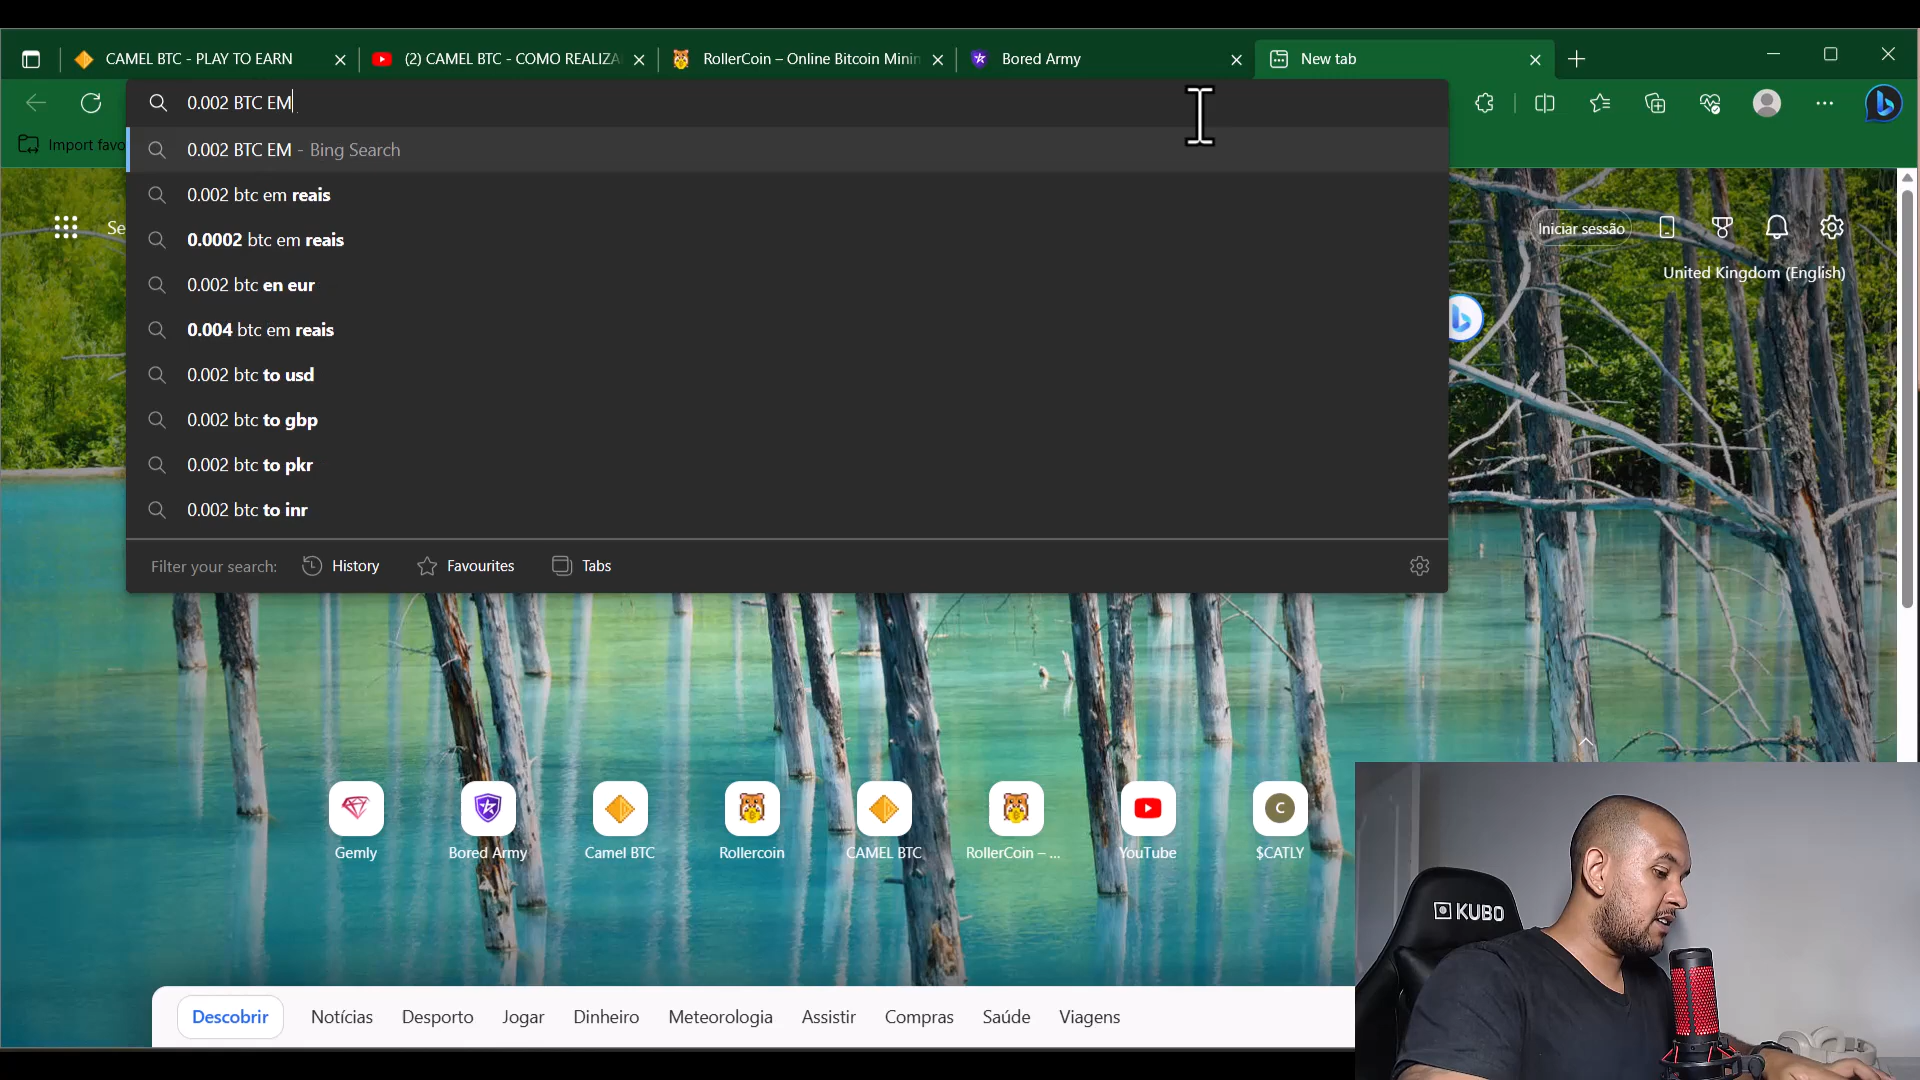 CAMEL BTC - PLAY TO EARN
(2) CAMEL BTC - COMO REALIZA
RollerCoin – Online Bitcoin Minin
Bored Army
New tab
0.002 BTC EM
Import favo
0.002 BTC EM - Bing Search
0.002 btc em reais
0.0002 btc em reais
0.002 btc en eur
0.004 btc em reais
0.002 btc to usd
0.002 btc to gbp
0.002 btc to pkr
0.002 btc to inr
Filter your search: History Favourites Tabs
Se
Iniciar sessão
United Kingdom (English)
Gemly
Bored Army
Camel BTC
Rollercoin
CAMEL BTC
RollerCoin – ...
YouTube
C
$CATLY
KUBO
Descobrir Notícias Desporto Jogar Dinheiro Meteorologia Assistir Compras Saúde Viagens